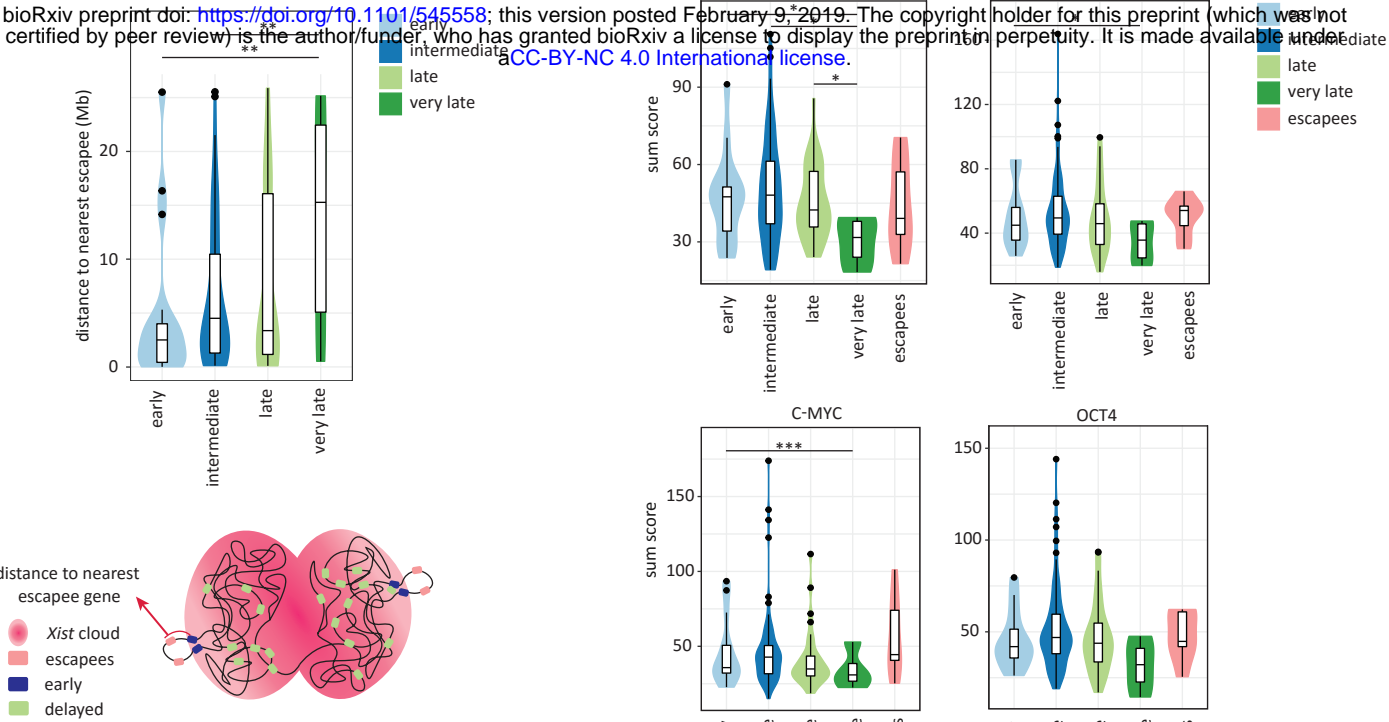 bioRxiv preprint doi: https://doi.org/10.1101/545558; this version posted February 9, 2019. The copyright holder for this preprint (which was not
certified by peer review) is the author/funder, who has granted bioRxiv a license to display the preprint in perpetuity. It is made available under
aCC-BY-NC 4.0 International license.
**
**
distance to nearest escapee (Mb)
20
10
0
early
intermediate
late
very late
early
intermediate
late
very late
*
*
*
sum score
90
60
30
early
intermediate
late
very late
escapees
*
160
120
80
40
early
intermediate
late
very late
escapees
early
intermediate
late
very late
escapees
C-MYC
***
sum score
150
100
50
OCT4
150
100
50
distance to nearest
escapee gene
Xist cloud
escapees
early
delayed